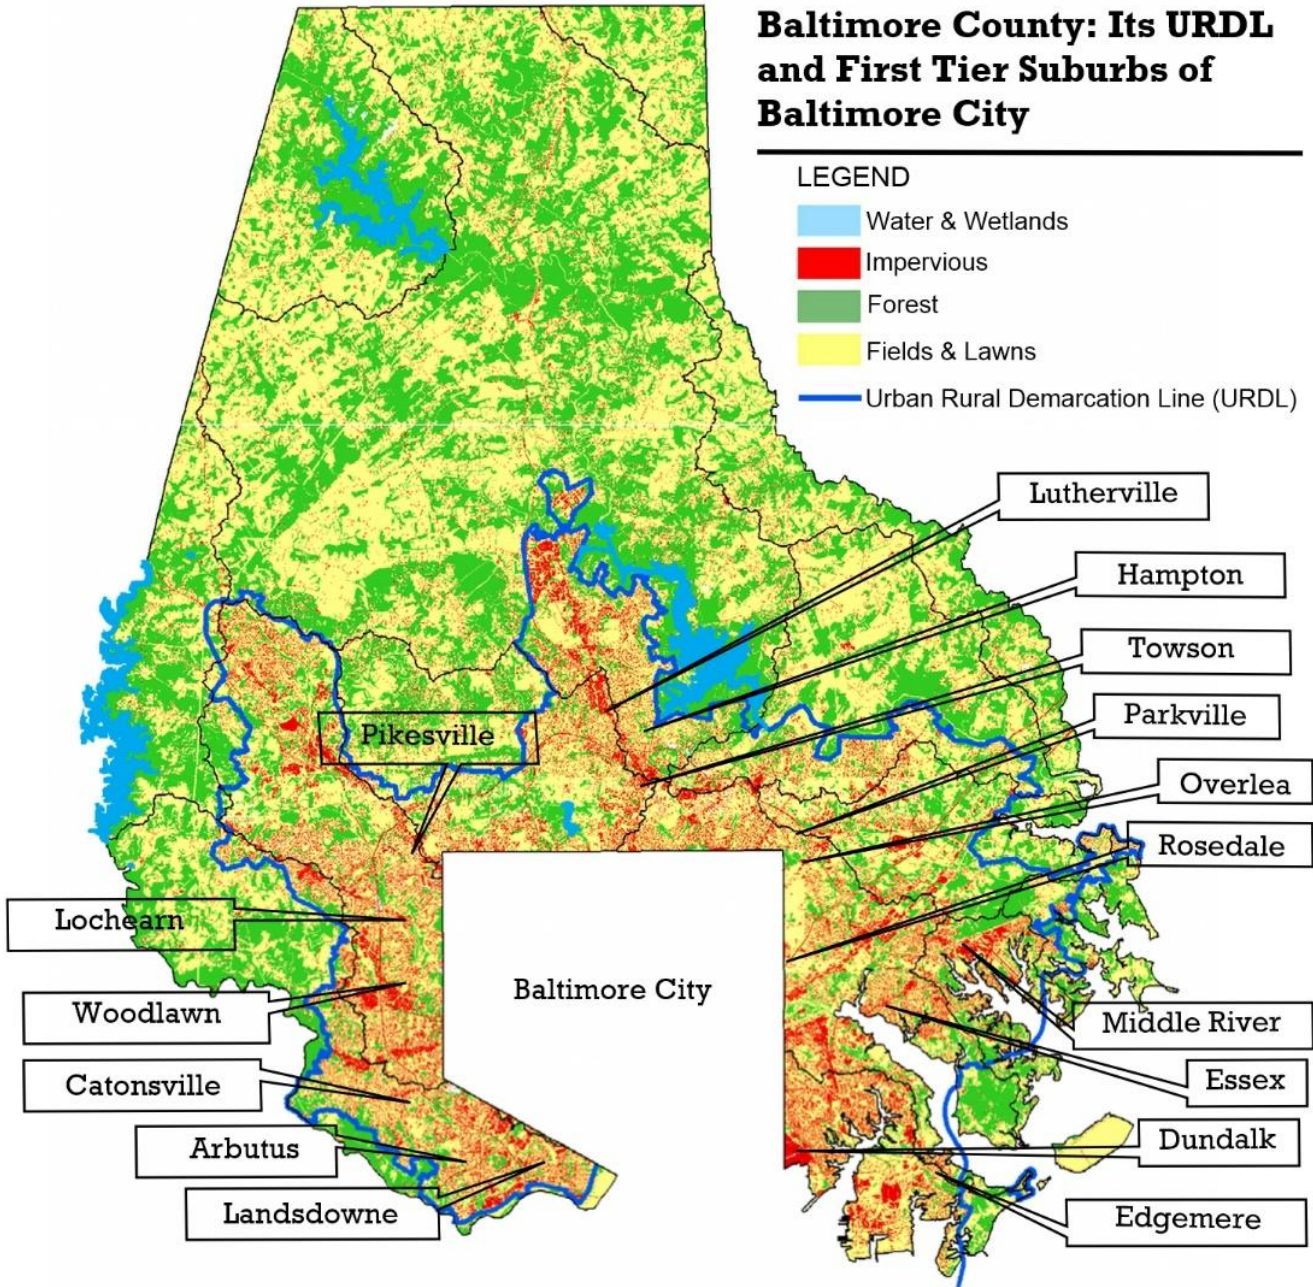 Baltimore County: Its URDL
and First Tier Suburbs of
Baltimore City
LEGEND
Water & Wetlands
Impervious
Forest
Fields & Lawns
Urban Rural Demarcation Line (URDL)
Lutherville
Hampton
Towson
Parkville
Pikesville
Overlea
Rosedale
Lochearn
Baltimore City
Woodlawn
Middle River
Catonsville
Essex
Arbutus
Dundalk
Landsdowne
Edgemere